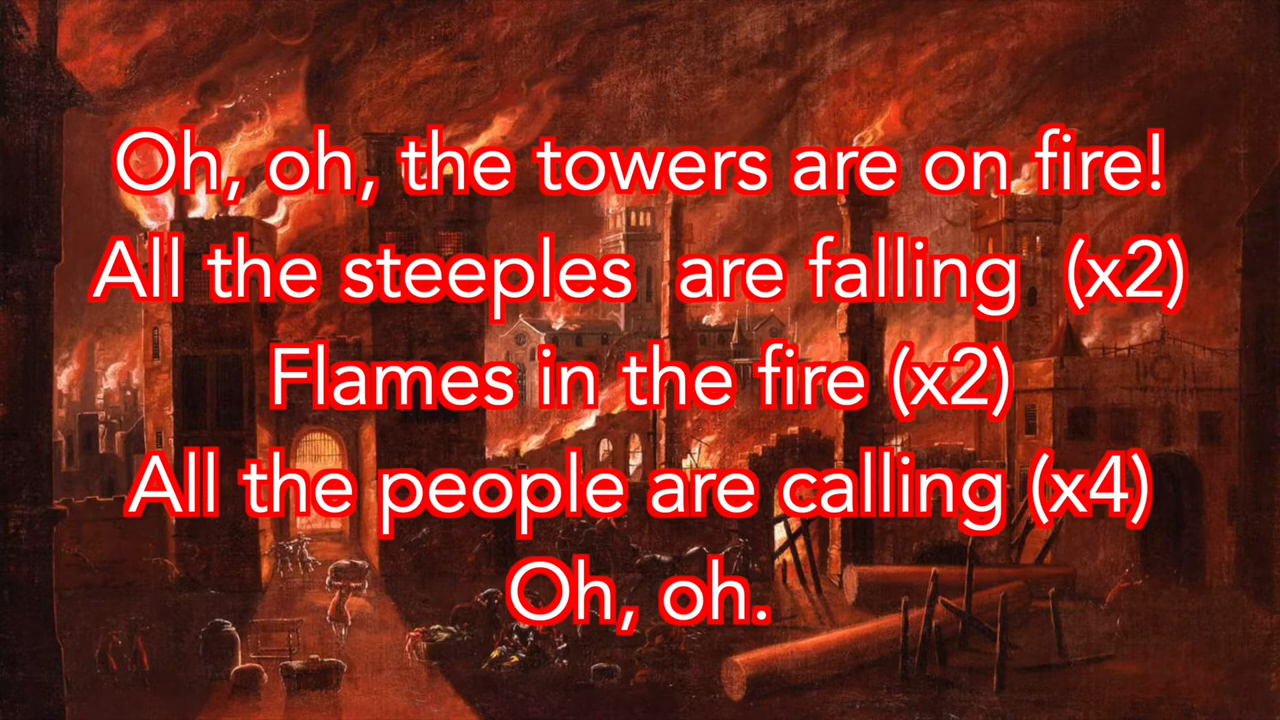 Oh, oh, the towers are on fire!
All the steeples are falling (x2)
Flames in the fire (x2)
All the people are calling (x4)
Oh, oh.